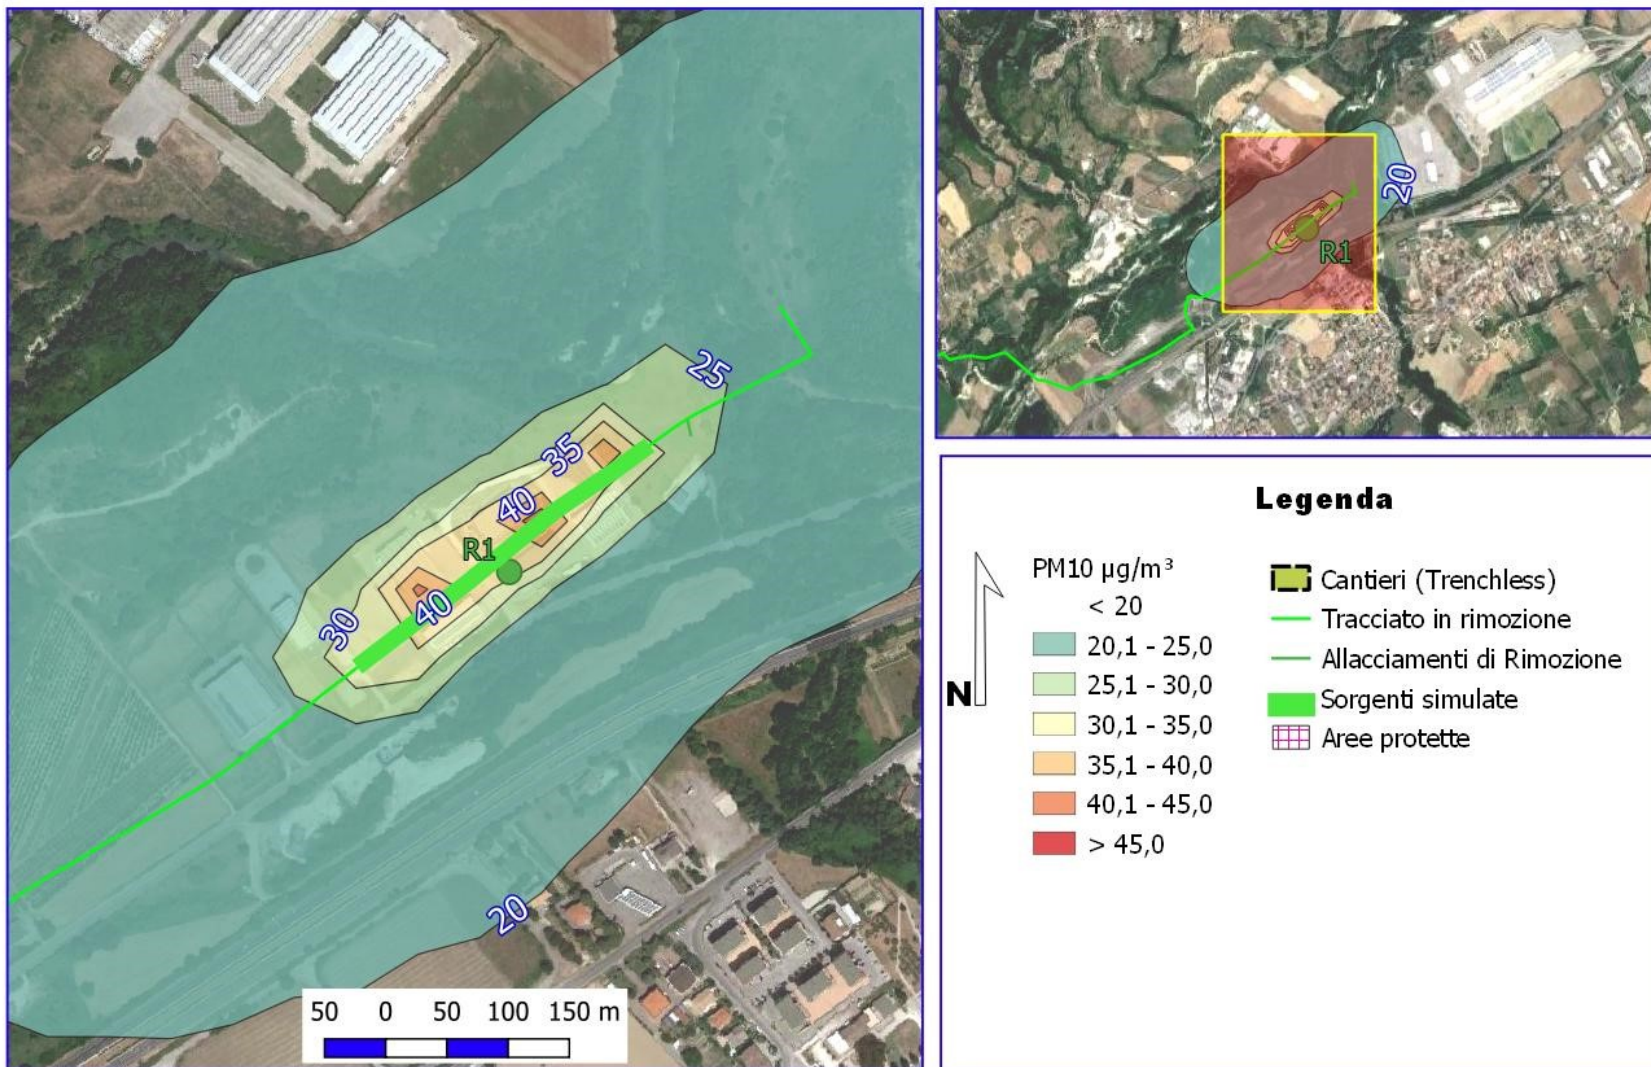 25
35
40
R1
40
30
20
50 0 50 100 150 m
20
R1
Legenda
N
PM10 µg/m³
< 20
20,1 - 25,0
25,1 - 30,0
30,1 - 35,0
35,1 - 40,0
40,1 - 45,0
> 45,0
Cantieri (Trenchless)
Tracciato in rimozione
Allacciamenti di Rimozione
Sorgenti simulate
Aree protette